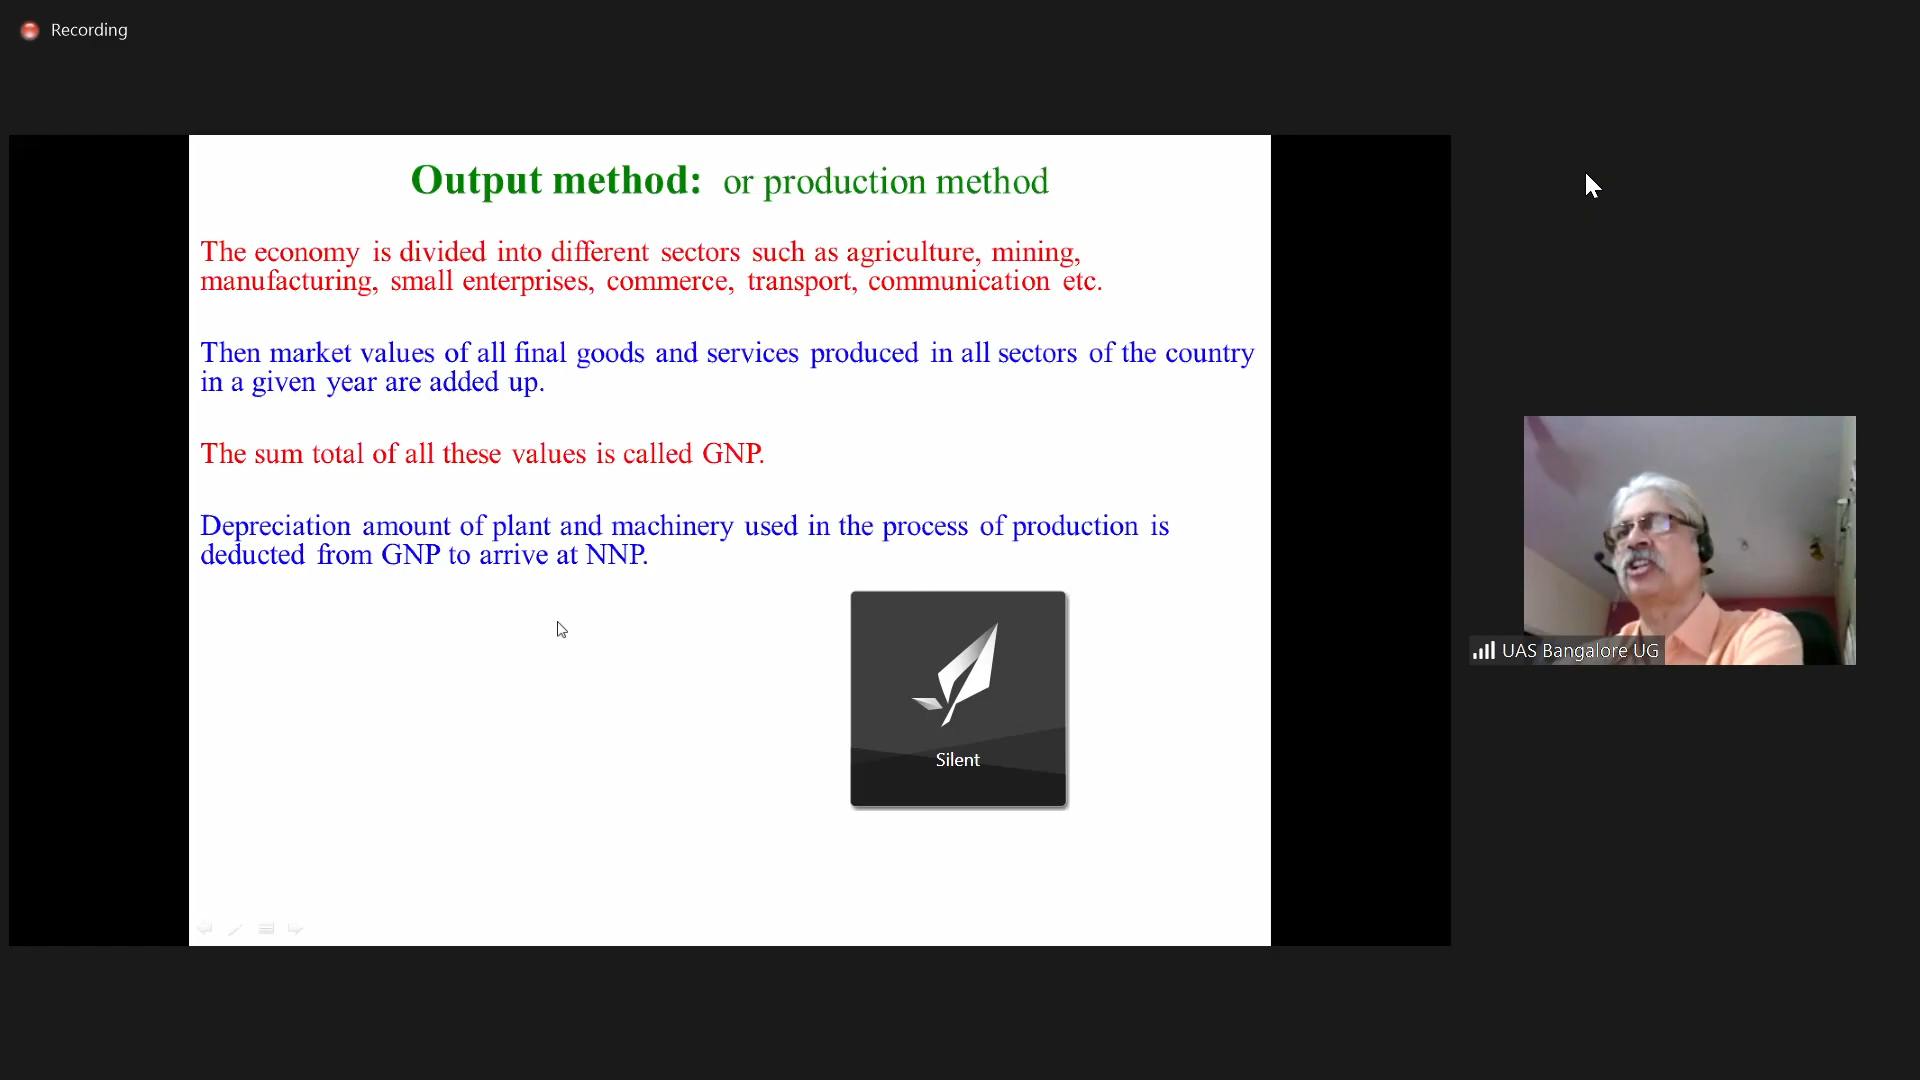 Recording
Output method: or production method
The economy is divided into different sectors such as agriculture, mining,
manufacturing, small enterprises, commerce, transport, communication etc.
Then market values of all final goods and services produced in all sectors of the country
in a given year are added up.
The sum total of all these values is called GNP.
Depreciation amount of plant and machinery used in the process of production is
deducted from GNP to arrive at NNP.
Silent
UAS Bangalore UG